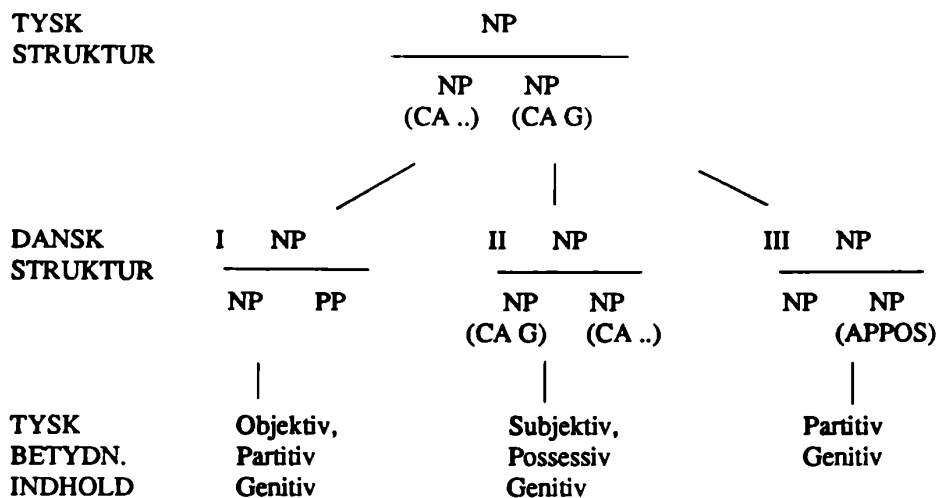 TYSK NP
STRUKTUR
NP NP
(CA ..) (CA G)
DANSK I NP II NP III NP
STRUKTUR
NP PP NP NP NP NP
(CA G) (CA ..) (APPOS)
TYSK Objektiv, Subjektiv, Partitiv
BETYDN. Partitiv Possessiv Genitiv
INDHOLD Genitiv Genitiv